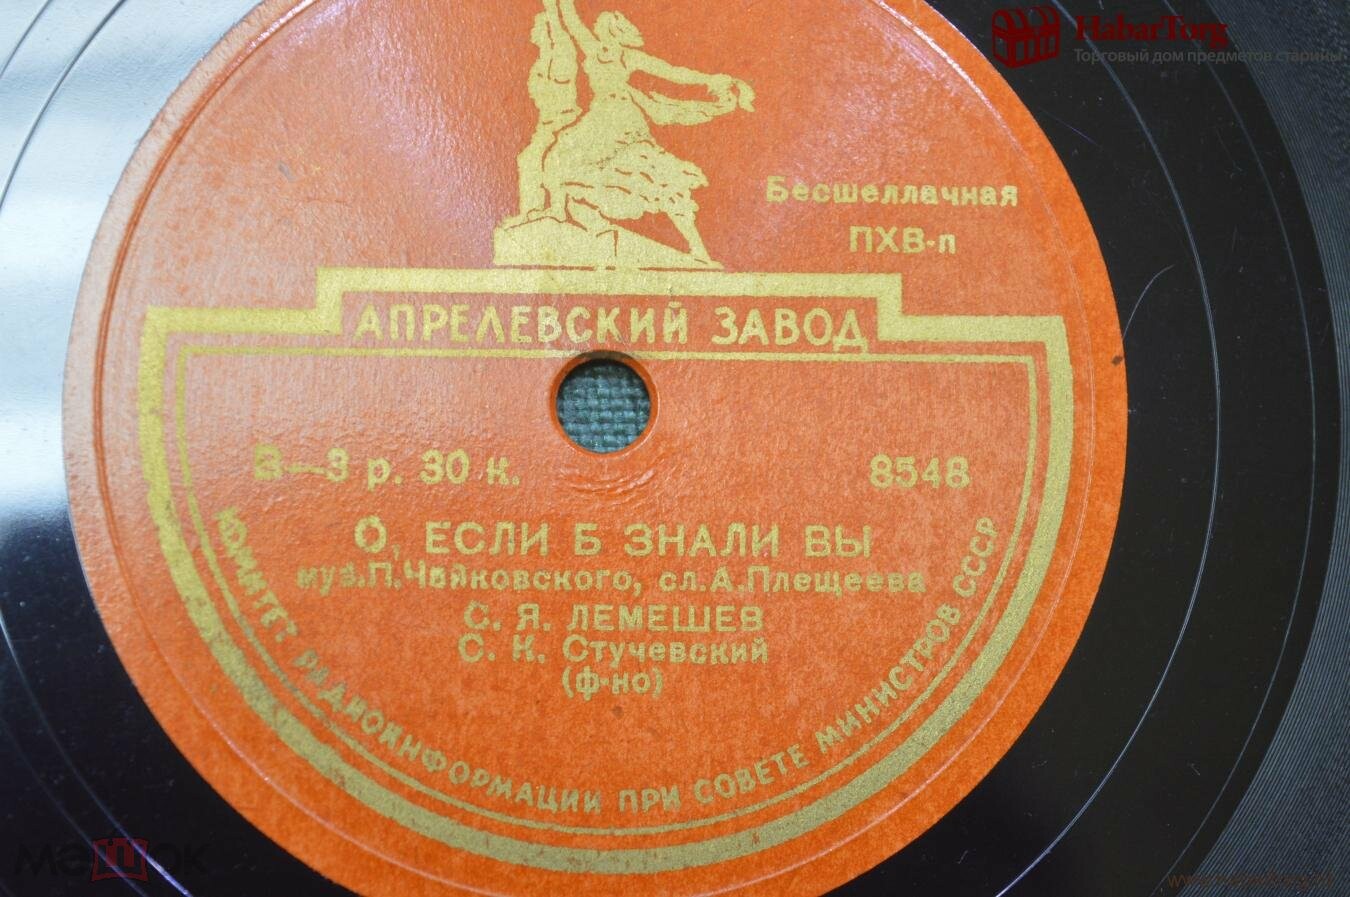 HabarTorg
Торговый дом предметов старины
Бесшеллачная
ПХВ-п
АПРЕЛЕВСКИЙ ЗАВОД
В—3 р. 30 к.
8548
О, ЕСЛИ Б ЗНАЛИ ВЫ
муз.П.Чайковского, сл.А.Плещеева
С. Я. ЛЕМЕШЕВ
С. К. Стучевский
(ф-но)
КОМИТЕТ РАДИОИНФОРМАЦИИ ПРИ СОВЕТЕ МИНИСТРОВ СССР
мешок